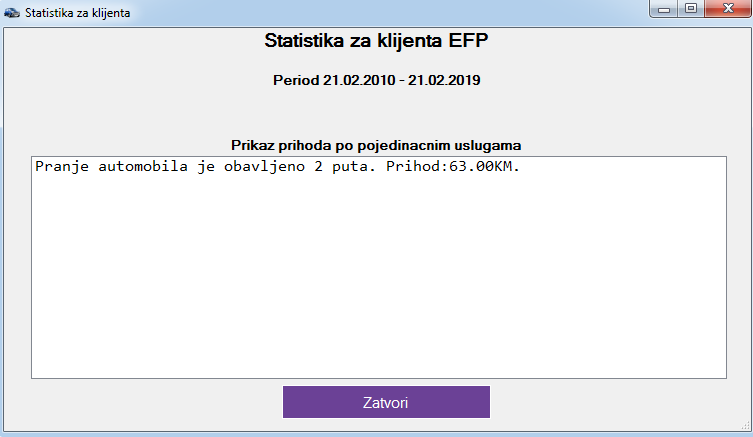 Statistika za klijenta
Statistika za klijenta EFP
Period 21.02.2010 - 21.02.2019
Prikaz prihoda po pojedinacnim uslugama
Pranje automobila je obavljeno 2 puta. Prihod:63.00KM.
Zatvori